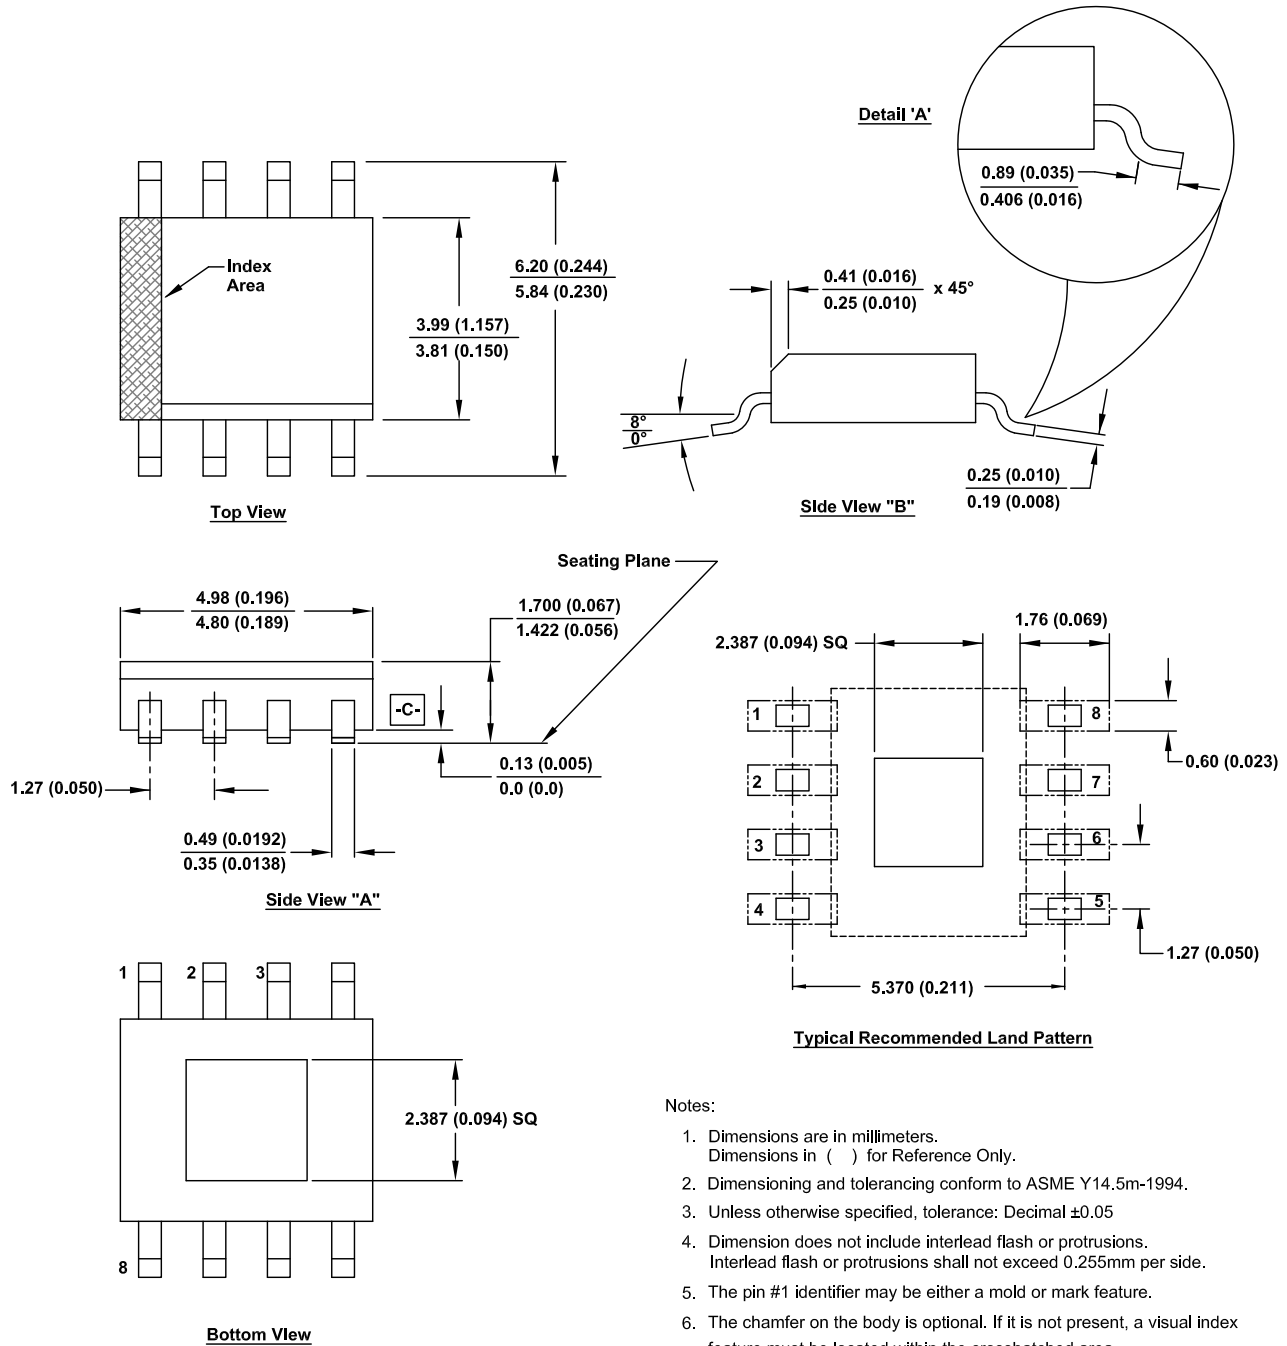 Detail 'A'
0.89 (0.035)
0.406 (0.016)
Index
Area
6.20 (0.244)
5.84 (0.230)
3.99 (1.157)
3.81 (0.150)
Top View
0.41 (0.016)
0.25 (0.010)
x 45°
8°
0°
0.25 (0.010)
0.19 (0.008)
Side View "B"
Seating Plane
4.98 (0.196)
4.80 (0.189)
1.700 (0.067)
1.422 (0.056)
-C-
0.13 (0.005)
0.0 (0.0)
1.27 (0.050)
0.49 (0.0192)
0.35 (0.0138)
Side View "A"
2.387 (0.094) SQ
1.76 (0.069)
1
8
0.60 (0.023)
2
7
3
6
4
5
1.27 (0.050)
5.370 (0.211)
Typical Recommended Land Pattern
1
2
3
2.387 (0.094) SQ
8
Bottom View
Notes:
1. Dimensions are in millimeters.
Dimensions in ( ) for Reference Only.
2. Dimensioning and tolerancing conform to ASME Y14.5m-1994.
3. Unless otherwise specified, tolerance: Decimal ±0.05
4. Dimension does not include interlead flash or protrusions.
Interlead flash or protrusions shall not exceed 0.255mm per side.
5. The pin #1 identifier may be either a mold or mark feature.
6. The chamfer on the body is optional. If it is not present, a visual index
feature must be located within the crosshatched area.